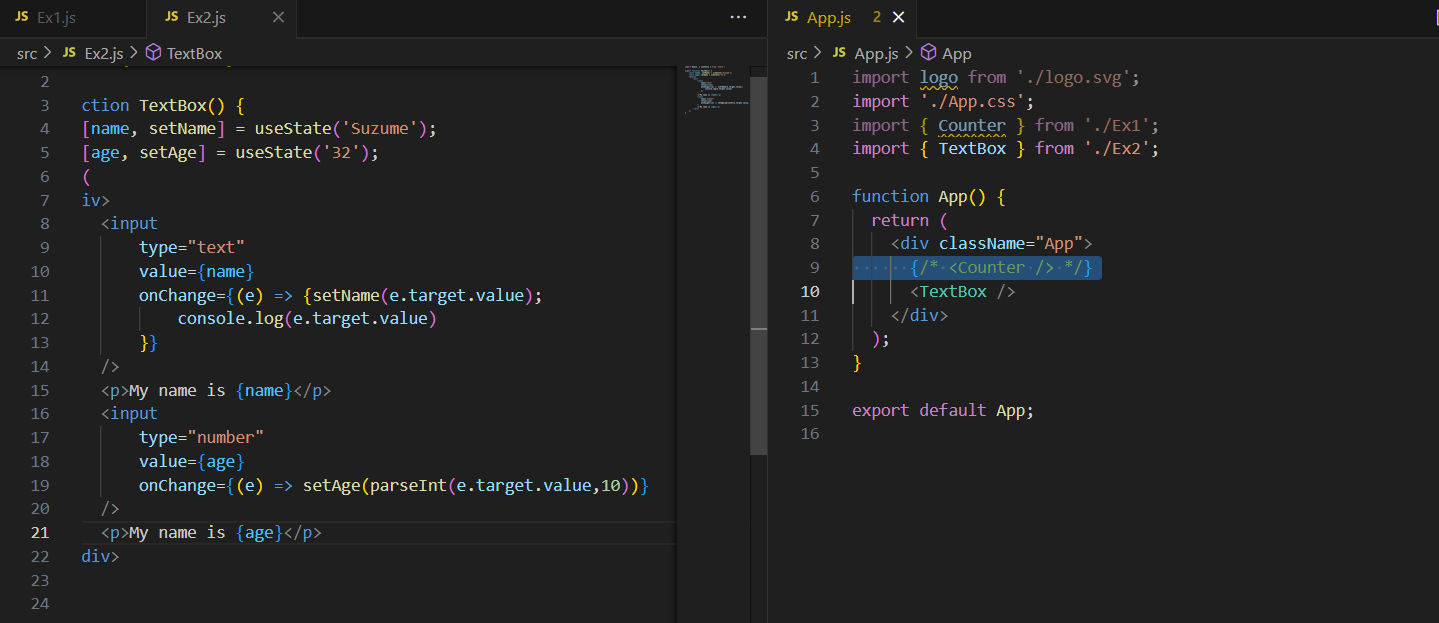 JS Ex1.js
JS Ex2.js
src > JS Ex2.js > TextBox
2
3 ction TextBox() {
4 [name, setName] = useState('Suzume');
5 [age, setAge] = useState('32');
6 (
7 iv>
8 <input
9 type="text"
10 value={name}
11 onChange={(e) => {setName(e.target.value);
12 console.log(e.target.value)
13 }}
14 />
15 <p>My name is {name}</p>
16 <input
17 type="number"
18 value={age}
19 onChange={(e) => setAge(parseInt(e.target.value,10))}
20 />
21 <p>My name is {age}</p>
22 div>
23
24
JS App.js 2
src > JS App.js > App
1 import logo from './logo.svg';
2 import './App.css';
3 import { Counter } from './Ex1';
4 import { TextBox } from './Ex2';
5
6 function App() {
7 return (
8 <div className="App">
9 {/* <Counter /> */}
10 <TextBox />
11 </div>
12 );
13 }
14
15 export default App;
16